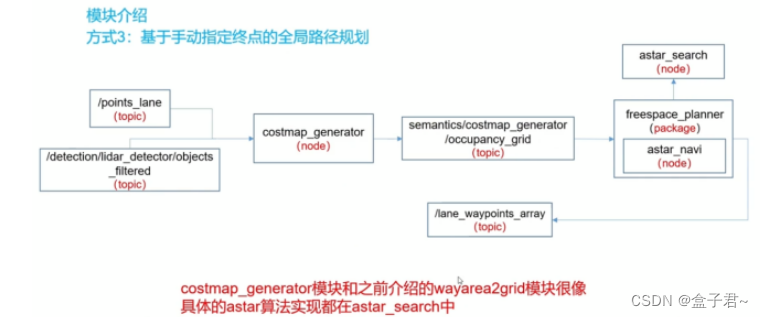 模块介绍
方式3：基于手动指定终点的全局路径规划
astar_search
(node)
/points_lane
(topic)
costmap_generator
(node)
semantics/costmap_generator
/occupancy_grid
(topic)
freespace_planner
(package)
astar_navi
(node)
/detection/lidar_detector/objects
_filtered
(topic)
/lane_waypoints_array
(topic)
costmap_generator模块和之前介绍的wayarea2grid模块很像
具体的astar算法实现都在astar_search中
CSDN @盒子君~